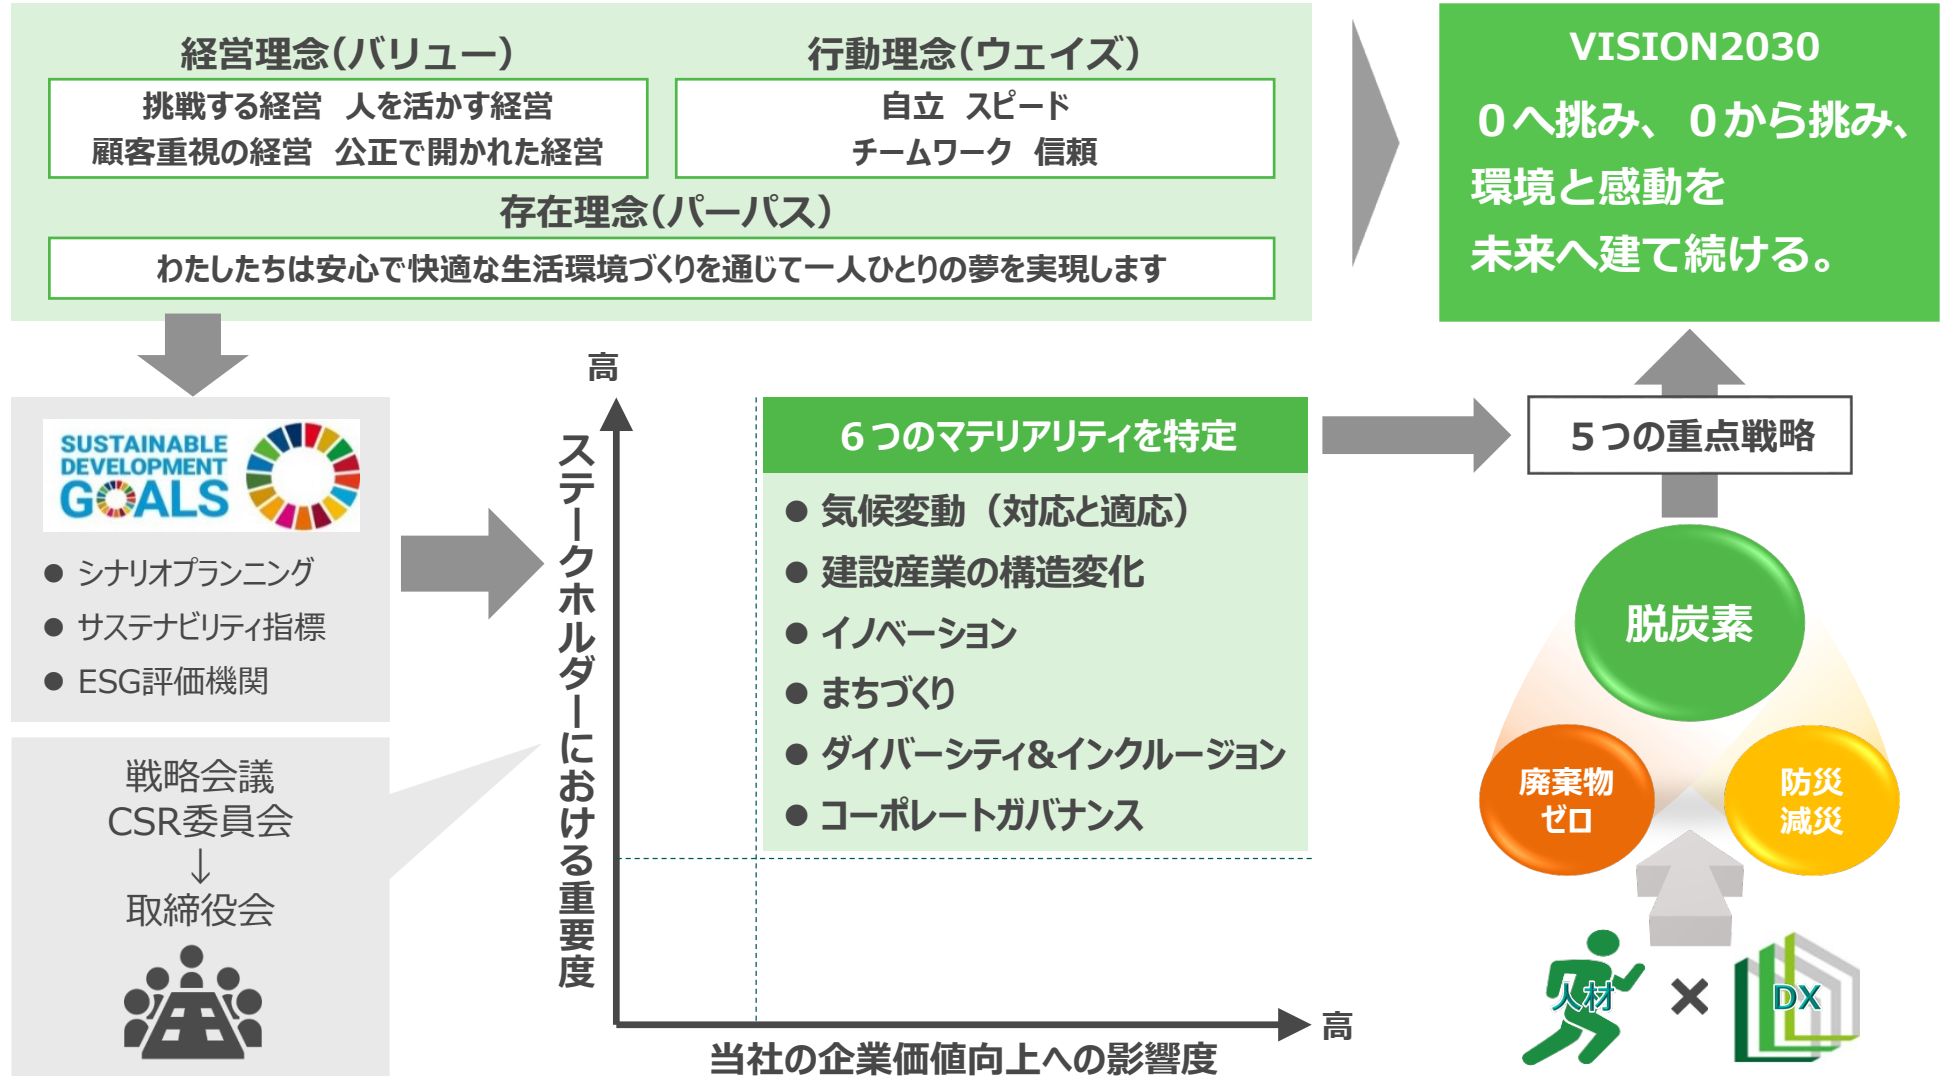 経営理念(バリュー)
挑戦する経営 人を活かす経営
顧客重視の経営 公正で開かれた経営
行動理念(ウェイズ)
自立 スピード
チームワーク 信頼
存在理念(パーパス)
わたしたちは安心で快適な生活環境づくりを通じて一人ひとりの夢を実現します
VISION2030
0へ挑み、0から挑み、
環境と感動を
未来へ建て続ける。
SUSTAINABLE
DEVELOPMENT
GOALS
● シナリオプランニング
● サステナビリティ指標
● ESG評価機関
戦略会議
CSR委員会
↓
取締役会
高
ステークホルダーにおける重要度
6つのマテリアリティを特定
● 気候変動（対応と適応）
● 建設産業の構造変化
● イノベーション
● まちづくり
● ダイバーシティ&インクルージョン
● コーポレートガバナンス
高
当社の企業価値向上への影響度
5つの重点戦略
脱炭素
廃棄物
ゼロ
防災
減災
人材
×
DX